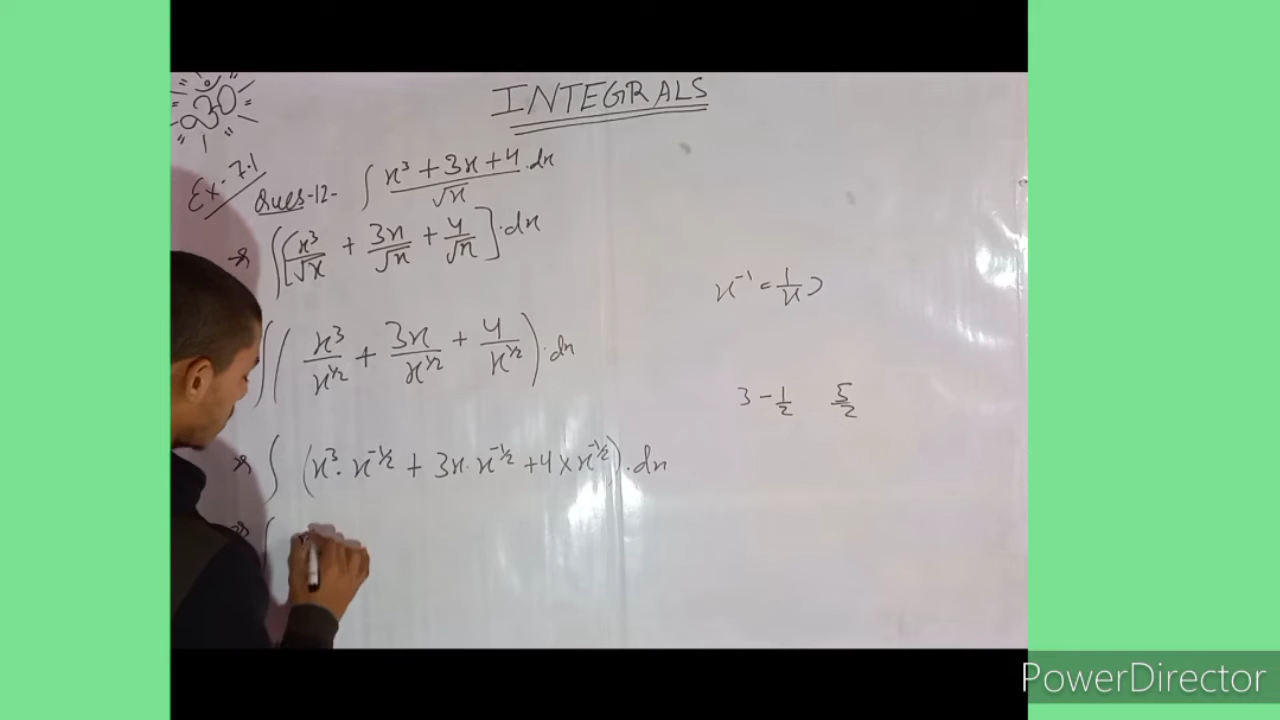 INTEGRALS
Ex-7.1
Ques-12- ∫ x³ + 3x + 4 / √x .dx
⇒ ∫[x³/√x + 3x/√x + 4/√x].dx
∫(x³/x^1/2 + 3x/x^1/2 + 4/x^1/2).dx
x⁻¹ = 1/x
3 - 1/2 5/2
⇒ ∫ (x³. x^-1/2 + 3x. x^-1/2 + 4 × x^-1/2).dx
⇒ ∫
PowerDirector